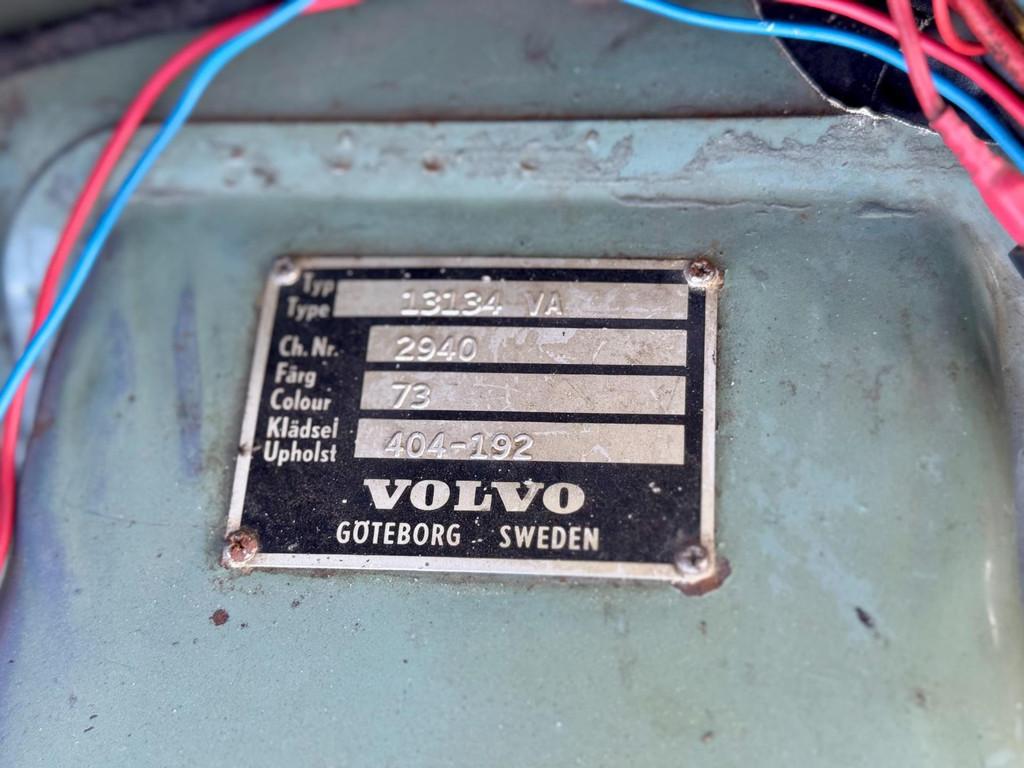 Typ
Type 13134 VA
Ch. Nr. 2940
Färg
Colour 73
Klädsel
Upholst 404-192
VOLVO
GÖTEBORG SWEDEN